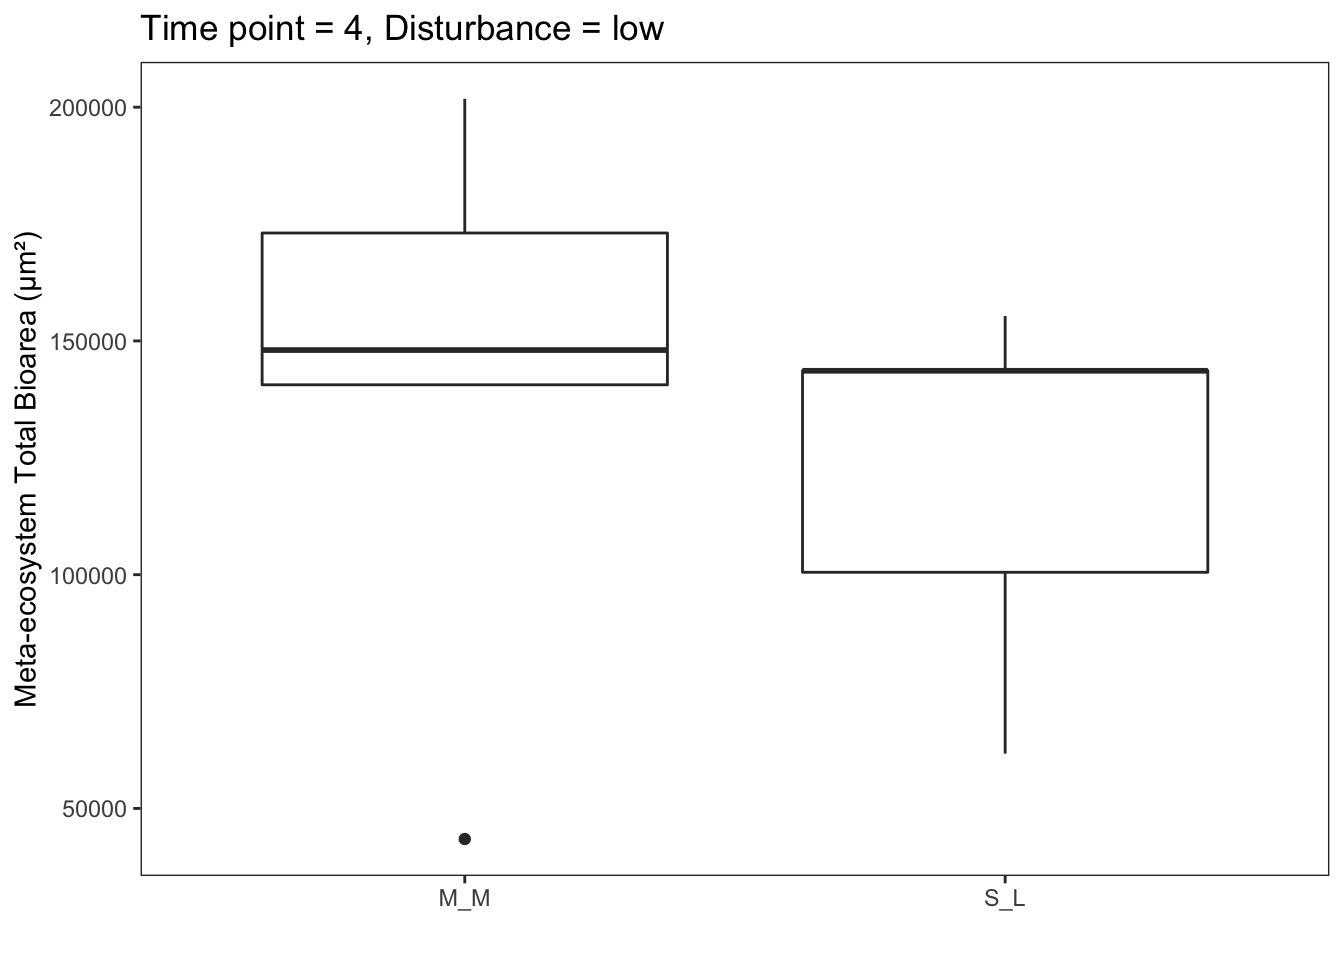 Time point = 4, Disturbance = low
Meta-ecosystem Total Bioarea (µm²)
200000
150000
100000
50000
M_M
S_L